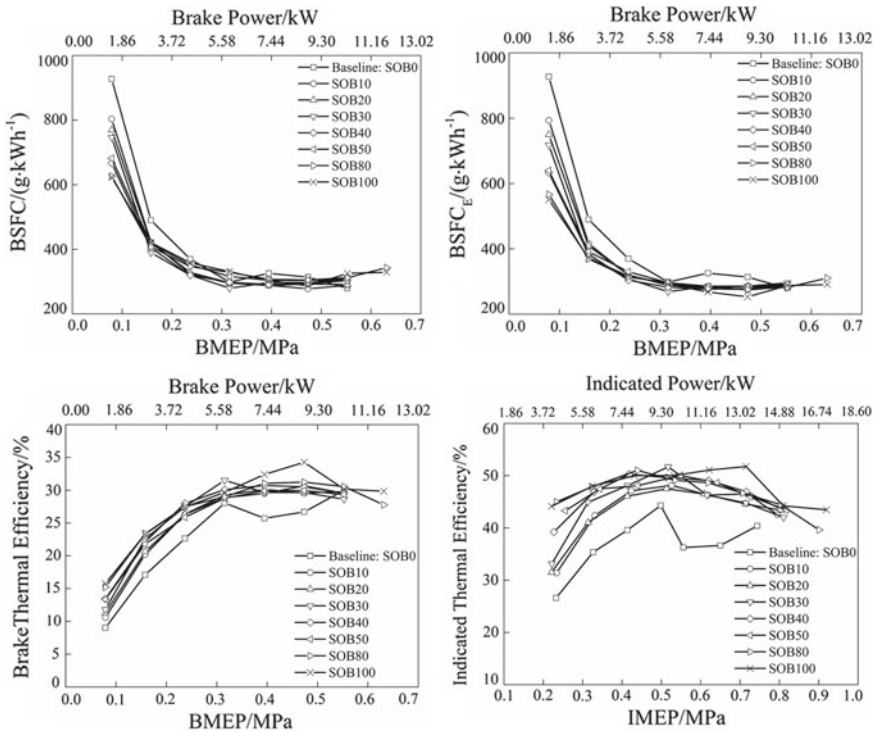 Brake Power/kW
0.00 1.86 3.72 5.58 7.44 9.30 11.16 13.02
1000
800
600
400
200
BSFC/(g·kWh⁻¹)
Baseline: SOB0
SOB10
SOB20
SOB30
SOB40
SOB50
SOB80
SOB100
0.0 0.1 0.2 0.3 0.4 0.5 0.6 0.7
BMEP/MPa
Brake Power/kW
0.00 1.86 3.72 5.58 7.44 9.30 11.16 13.02
1000
800
600
400
200
BSFC_E/(g·kWh⁻¹)
Baseline: SOB0
SOB10
SOB20
SOB30
SOB40
SOB50
SOB80
SOB100
0.0 0.1 0.2 0.3 0.4 0.5 0.6 0.7
BMEP/MPa
Brake Power/kW
0.00 1.86 3.72 5.58 7.44 9.30 11.16 13.02
40
35
30
25
20
15
10
5
0
BrakeThermal Efficiency/%
Baseline: SOB0
SOB10
SOB20
SOB30
SOB40
SOB50
SOB80
SOB100
0.0 0.1 0.2 0.3 0.4 0.5 0.6 0.7
BMEP/MPa
Indicated Power/kW
1.86 3.72 5.58 7.44 9.30 11.16 13.02 14.88 16.74 18.60
60
50
40
30
20
10
Indicated Thermal Efficiency/%
Baseline: SOB0
SOB10
SOB20
SOB30
SOB40
SOB50
SOB80
SOB100
0.1 0.2 0.3 0.4 0.5 0.6 0.7 0.8 0.9 1.0
IMEP/MPa